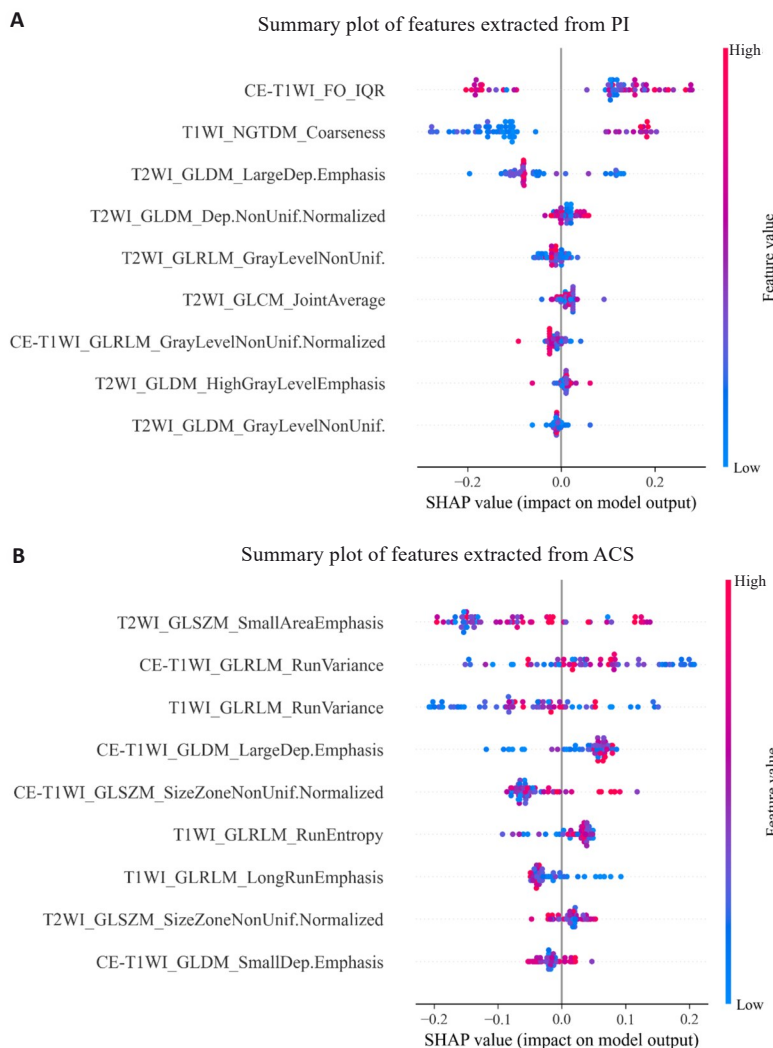 A
Summary plot of features extracted from PI
High
CE-T1WI_FO_IQR
T1WI_NGTDM_Coarseness
T2WI_GLDM_LargeDep.Emphasis
T2WI_GLDM_Dep.NonUnif.Normalized
T2WI_GLRLM_GrayLevelNonUnif.
T2WI_GLCM_JointAverage
CE-T1WI_GLRLM_GrayLevelNonUnif.Normalized
T2WI_GLDM_HighGrayLevelEmphasis
T2WI_GLDM_GrayLevelNonUnif.
Feature value
Low
−0.2 0.0 0.2
SHAP value (impact on model output)
B
Summary plot of features extracted from ACS
High
T2WI_GLSZM_SmallAreaEmphasis
CE-T1WI_GLRLM_RunVariance
T1WI_GLRLM_RunVariance
CE-T1WI_GLDM_LargeDep.Emphasis
CE-T1WI_GLSZM_SizeZoneNonUnif.Normalized
T1WI_GLRLM_RunEntropy
T1WI_GLRLM_LongRunEmphasis
T2WI_GLSZM_SizeZoneNonUnif.Normalized
CE-T1WI_GLDM_SmallDep.Emphasis
Feature value
Low
−0.2 −0.1 0.0 0.1 0.2
SHAP value (impact on model output)